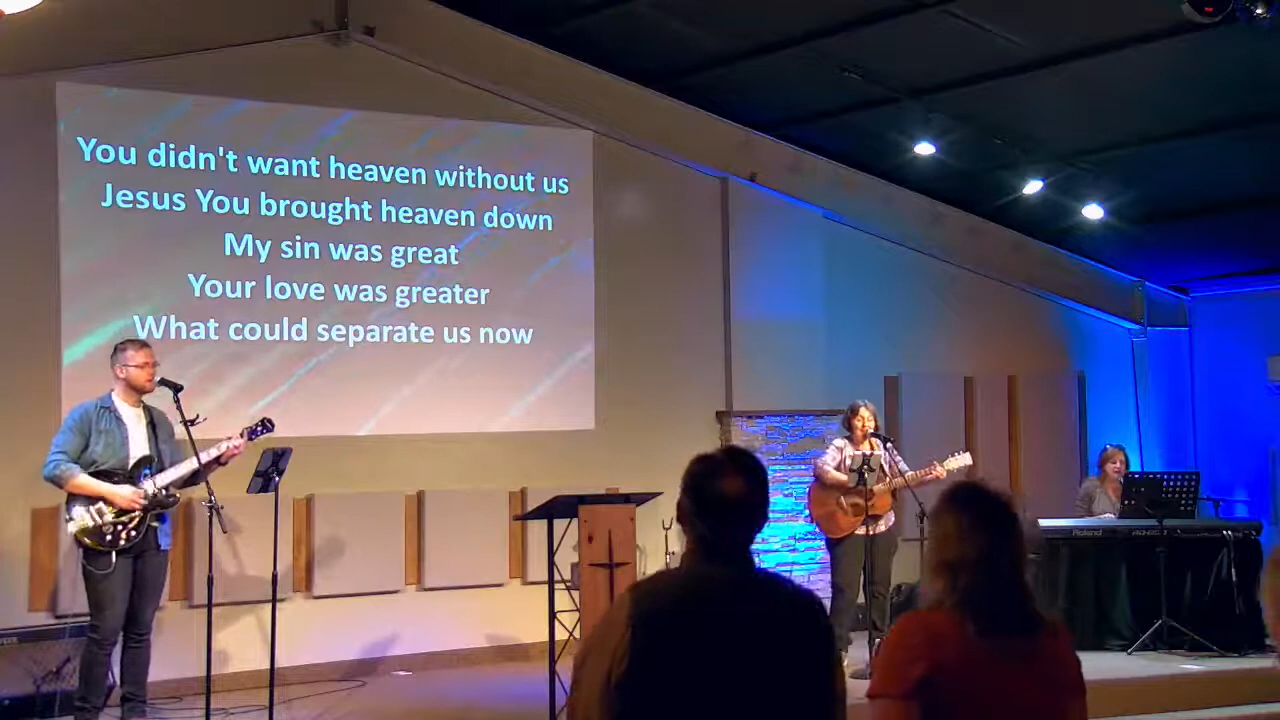 You didn't want heaven without us
Jesus You brought heaven down
My sin was great
Your love was greater
What could separate us now
Roland